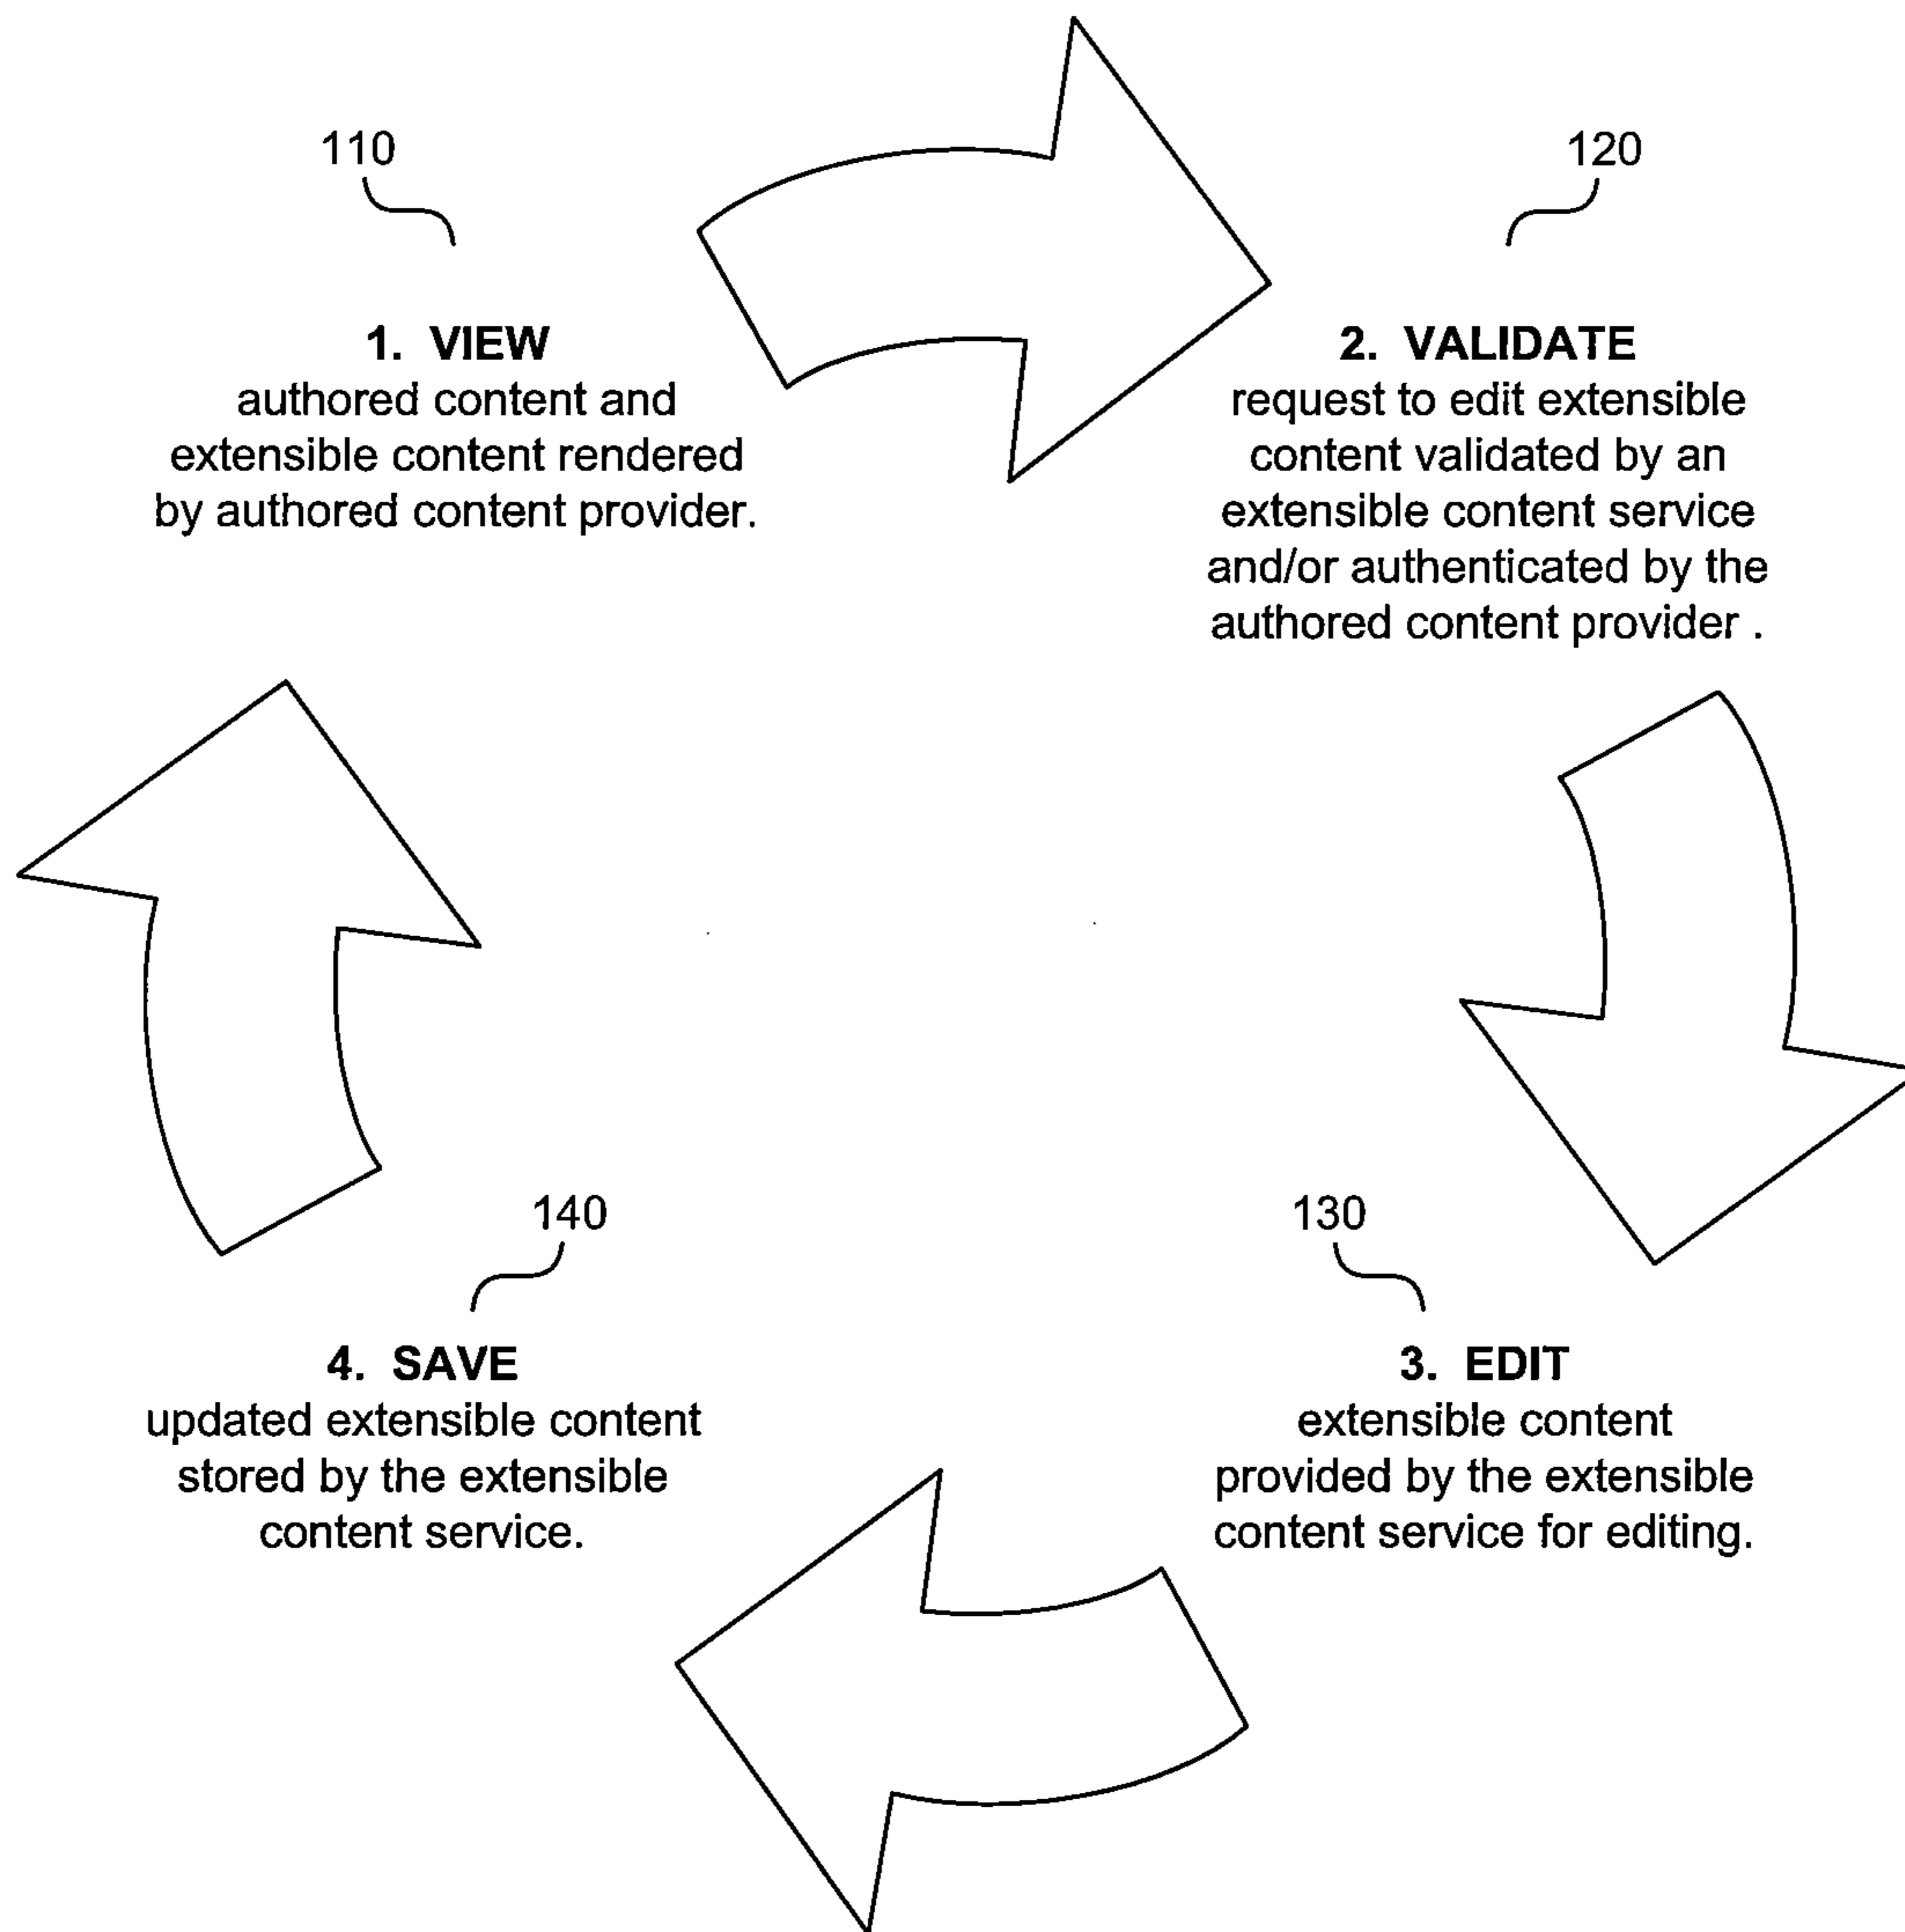 110
1. VIEW
authored content and
extensible content rendered
by authored content provider.
120
2. VALIDATE
request to edit extensible
content validated by an
extensible content service
and/or authenticated by the
authored content provider .
130
3. EDIT
extensible content
provided by the extensible
content service for editing.
140
4. SAVE
updated extensible content
stored by the extensible
content service.